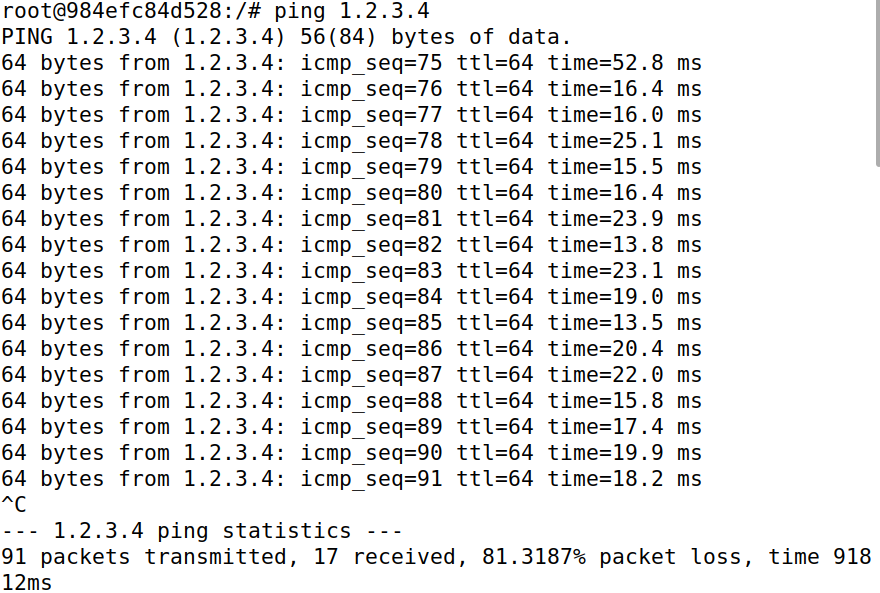 root@984efc84d528:/# ping 1.2.3.4
PING 1.2.3.4 (1.2.3.4) 56(84) bytes of data.
64 bytes from 1.2.3.4: icmp_seq=75 ttl=64 time=52.8 ms
64 bytes from 1.2.3.4: icmp_seq=76 ttl=64 time=16.4 ms
64 bytes from 1.2.3.4: icmp_seq=77 ttl=64 time=16.0 ms
64 bytes from 1.2.3.4: icmp_seq=78 ttl=64 time=25.1 ms
64 bytes from 1.2.3.4: icmp_seq=79 ttl=64 time=15.5 ms
64 bytes from 1.2.3.4: icmp_seq=80 ttl=64 time=16.4 ms
64 bytes from 1.2.3.4: icmp_seq=81 ttl=64 time=23.9 ms
64 bytes from 1.2.3.4: icmp_seq=82 ttl=64 time=13.8 ms
64 bytes from 1.2.3.4: icmp_seq=83 ttl=64 time=23.1 ms
64 bytes from 1.2.3.4: icmp_seq=84 ttl=64 time=19.0 ms
64 bytes from 1.2.3.4: icmp_seq=85 ttl=64 time=13.5 ms
64 bytes from 1.2.3.4: icmp_seq=86 ttl=64 time=20.4 ms
64 bytes from 1.2.3.4: icmp_seq=87 ttl=64 time=22.0 ms
64 bytes from 1.2.3.4: icmp_seq=88 ttl=64 time=15.8 ms
64 bytes from 1.2.3.4: icmp_seq=89 ttl=64 time=17.4 ms
64 bytes from 1.2.3.4: icmp_seq=90 ttl=64 time=19.9 ms
64 bytes from 1.2.3.4: icmp_seq=91 ttl=64 time=18.2 ms
^C
--- 1.2.3.4 ping statistics ---
91 packets transmitted, 17 received, 81.3187% packet loss, time 918
12ms